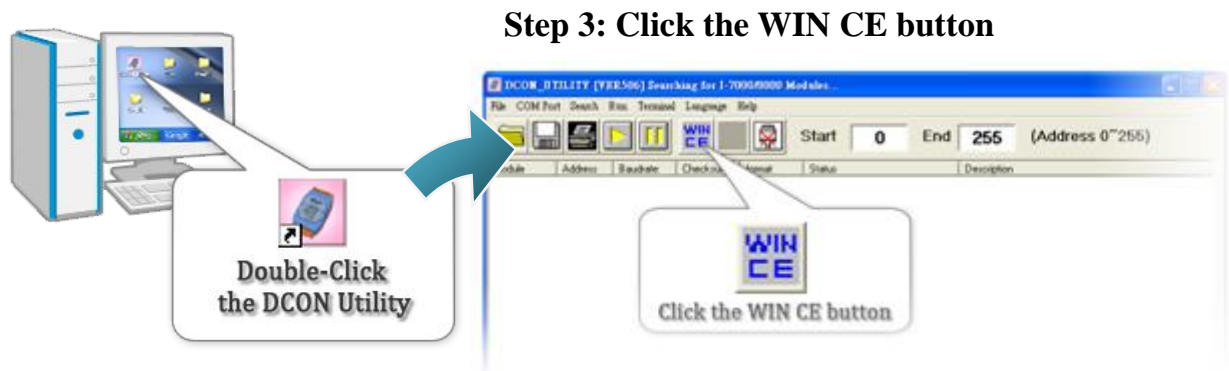 Step 3: Click the WIN CE button
DCON_UTILITY [VER506] Searching for I-7000/8000 Modules...
File COM Port Search Run Terminal Language Help
WIN
CE
Start 0 End 255 (Address 0~255)
Address Baudrate Status Description
Double-Click
the DCON Utility
WIN
CE
Click the WIN CE button